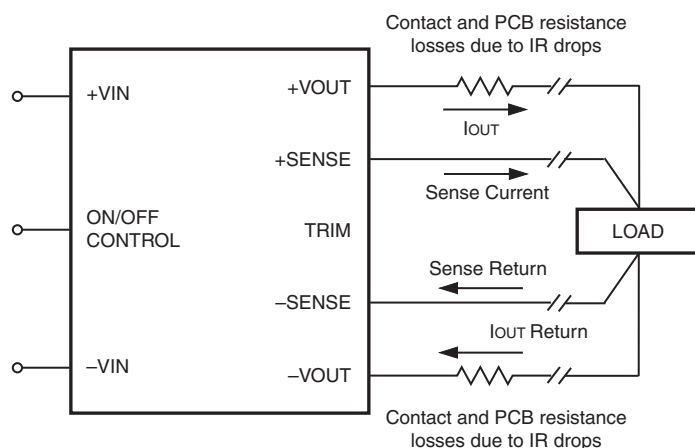 Contact and PCB resistance
losses due to IR drops
+VIN
+VOUT
IOUT
+SENSE
Sense Current
ON/OFF
CONTROL
TRIM
LOAD
Sense Return
–SENSE
IOUT Return
–VIN
–VOUT
Contact and PCB resistance
losses due to IR drops